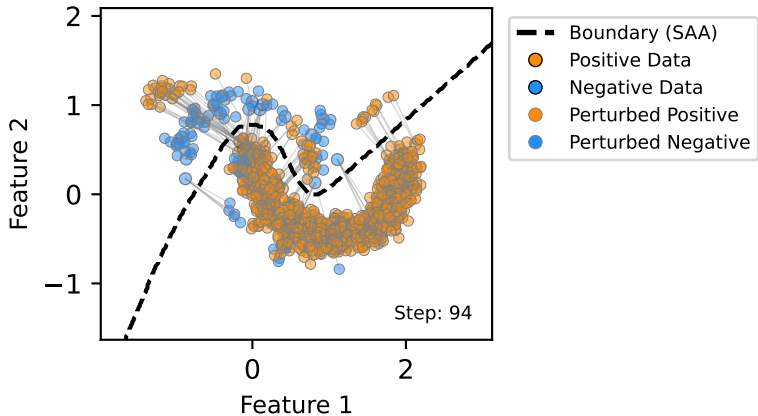 2
1
0
−1
Feature 2
0
2
Feature 1
Step: 94
Boundary (SAA)
Positive Data
Negative Data
Perturbed Positive
Perturbed Negative